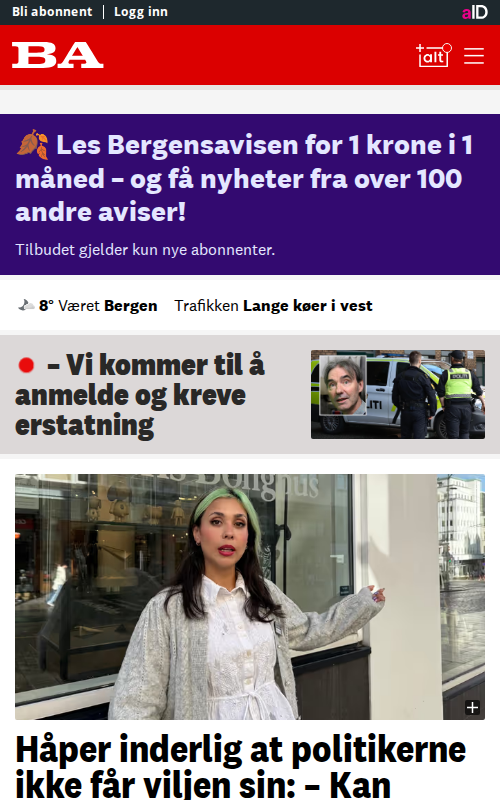 Bli abonnent | Logg inn
aID
BA
+alt
Les Bergensavisen for 1 krone i 1
måned – og få nyheter fra over 100
andre aviser!
Tilbudet gjelder kun nye abonnenter.
8° Været Bergen Trafikken Lange køer i vest
– Vi kommer til å
anmelde og kreve
erstatning
POLITI
Håper inderlig at politikerne
ikke får viljen sin: – Kan